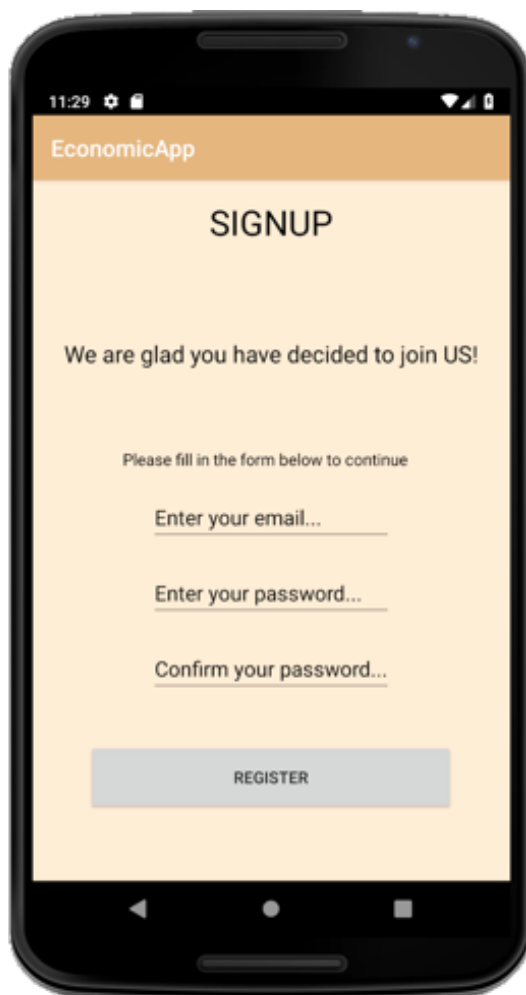 11:29
EconomicApp
SIGNUP
We are glad you have decided to join US!
Please fill in the form below to continue
Enter your email...
Enter your password...
Confirm your password...
REGISTER